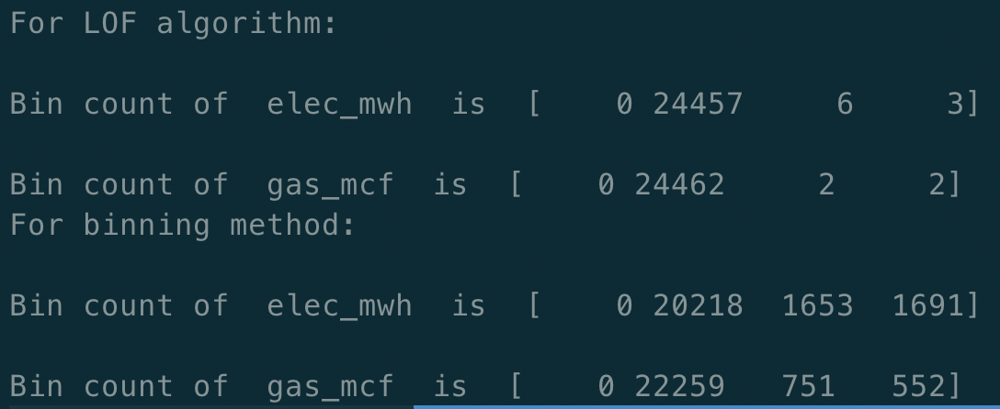 For LOF algorithm:
Bin count of  elec_mwh  is  [    0 24457     6     3]
Bin count of  gas_mcf  is  [    0 24462     2     2]
For binning method:
Bin count of  elec_mwh  is  [    0 20218  1653  1691]
Bin count of  gas_mcf  is  [    0 22259   751   552]